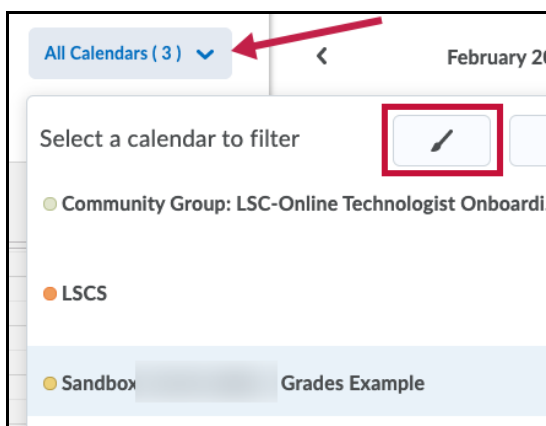 All Calendars ( 3 )
February 20
Select a calendar to filter
Community Group: LSC-Online Technologist Onboardi
LSCS
Sandbox Grades Example